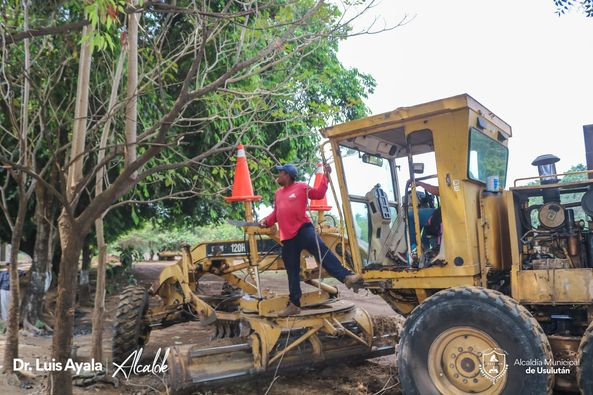 120H
Dr. Luis Ayala
Alcalde
Alcaldía Municipal de
Usulután